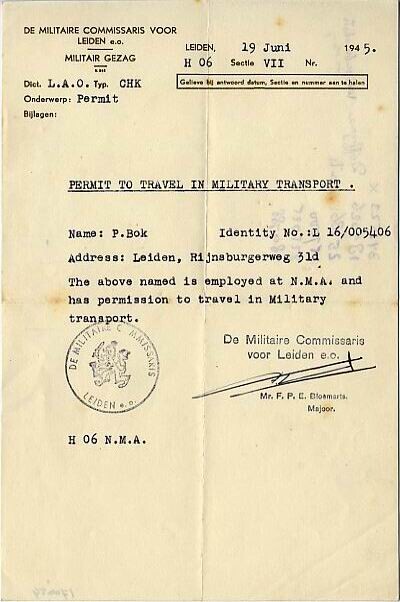 DE MILITAIRE COMMISSARIS VOOR
LEIDEN e.o.
MILITAIR GEZAG
LEIDEN, 19 Juni 1945.
H 06 Sectie VII Nr.
Gelieve bij antwoord datum, Sectie en nummer aan te halen
Dict. L.A.O. Typ. CHK
Onderwerp: Permit
Bijlagen:
PERMIT TO TRAVEL IN MILITARY TRANSPORT .
Name: P.Bok Identity No.:L 16/005406
Address: Leiden, Rijnsburgerweg 31d
The above named is employed at N.M.A. and
has permission to travel in Military
transport.
De Militaire Commissaris
voor Leiden e.o.
DE MILITAIRE COMMISSARIS
LEIDEN e.o.
Mr. F. P. E. Bloemarts.
Majoor.
H 06 N.M.A.